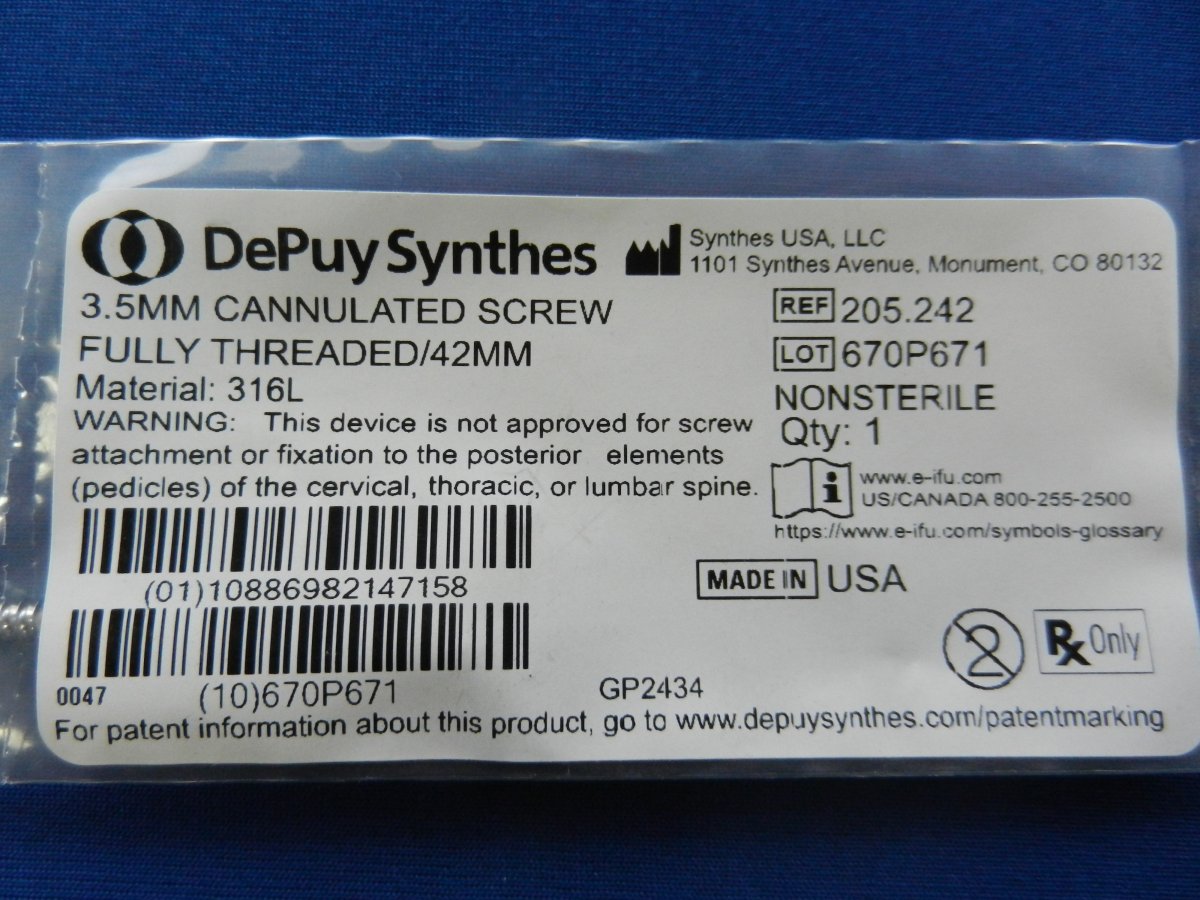 DePuy Synthes
Synthes USA, LLC
1101 Synthes Avenue, Monument, CO 80132
3.5MM CANNULATED SCREW
FULLY THREADED/42MM
Material: 316L
WARNING: This device is not approved for screw
attachment or fixation to the posterior elements
(pedicles) of the cervical, thoracic, or lumbar spine.
REF 205.242
LOT 670P671
NONSTERILE
Qty: 1
i www.e-ifu.com
US/CANADA 800-255-2500
https://www.e-ifu.com/symbols-glossary
(01)10886982147158
MADE IN USA
2
Rx Only
0047 (10)670P671
GP2434
For patent information about this product, go to www.depuysynthes.com/patentmarking